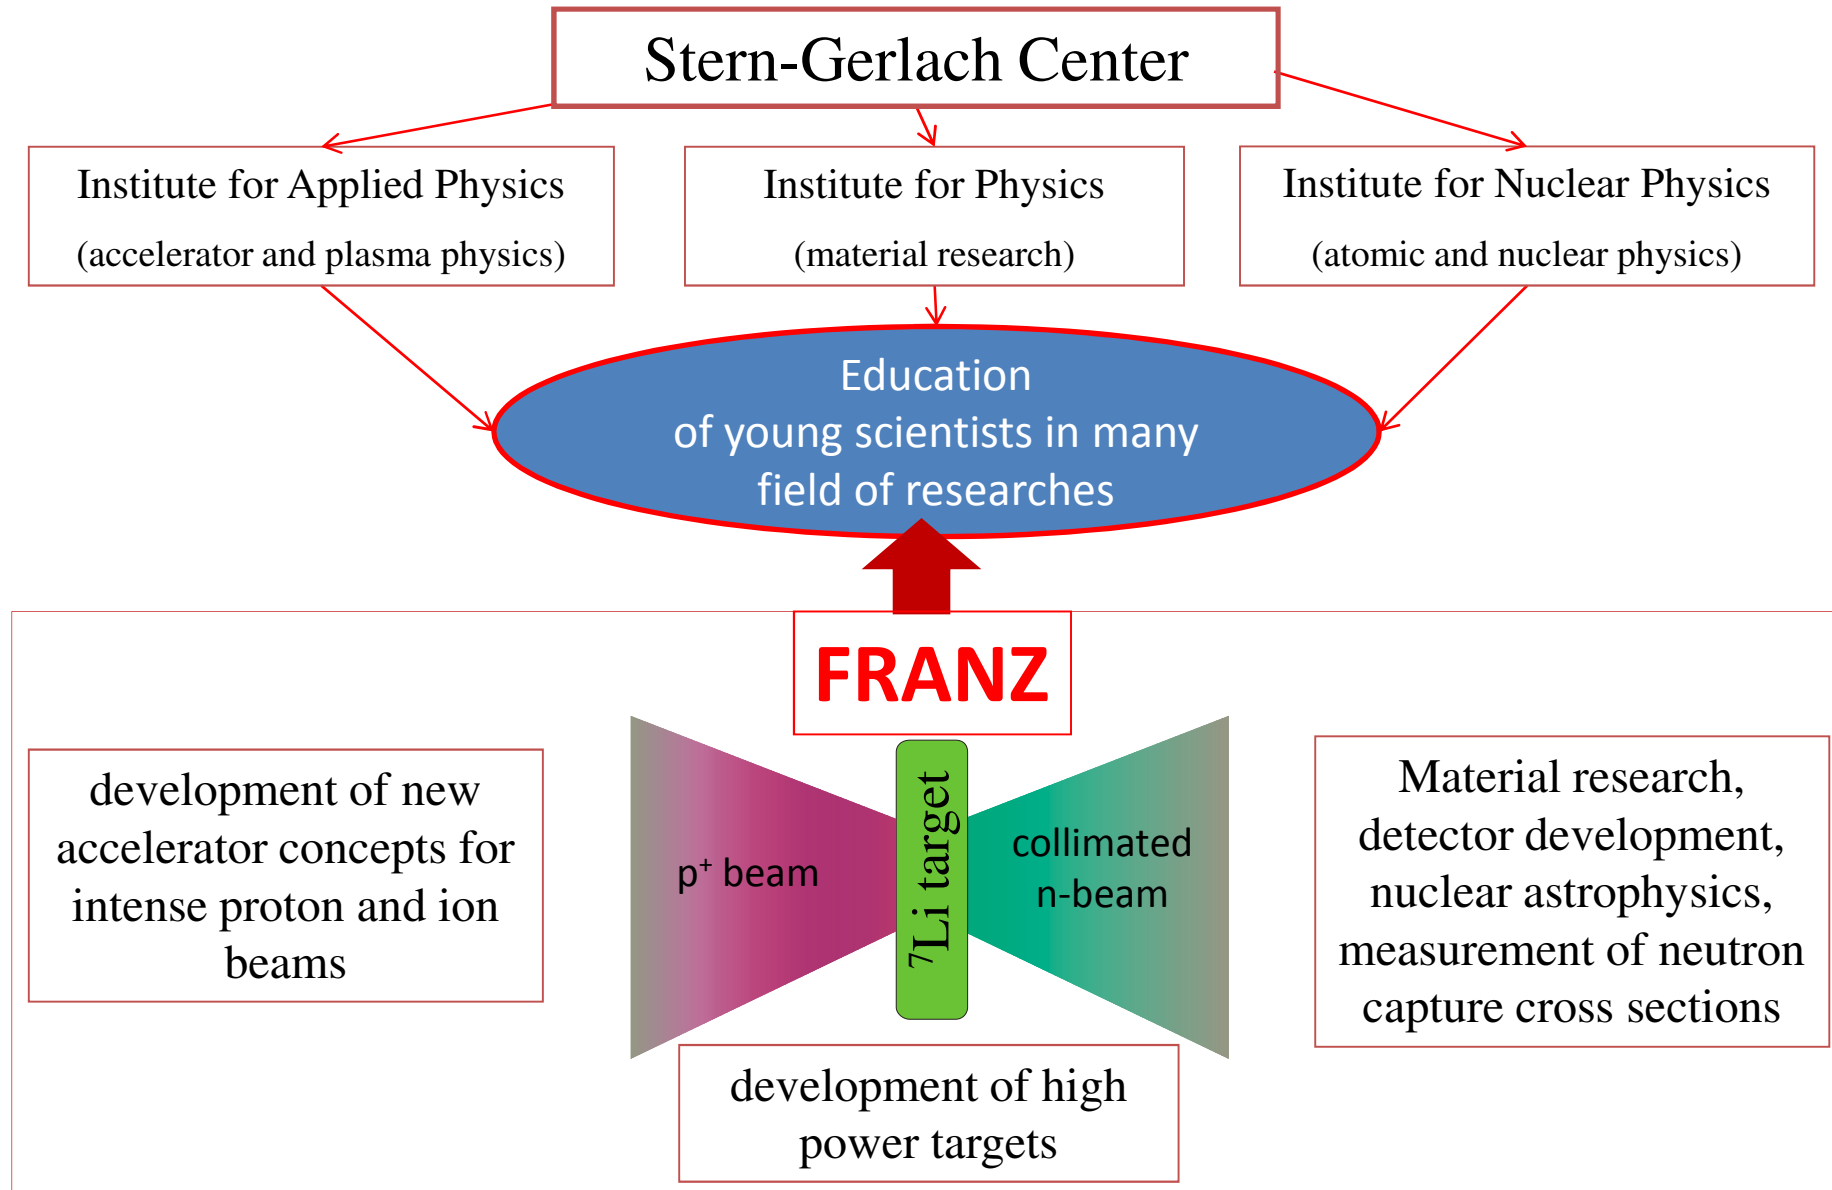 Stern-Gerlach Center
Institute for Applied Physics
(accelerator and plasma physics)
Institute for Physics
(material research)
Institute for Nuclear Physics
(atomic and nuclear physics)
Education
of young scientists in many
field of researches
FRANZ
development of new
accelerator concepts for
intense proton and ion
beams
p⁺ beam
⁷Li target
collimated
n-beam
Material research,
detector development,
nuclear astrophysics,
measurement of neutron
capture cross sections
development of high
power targets